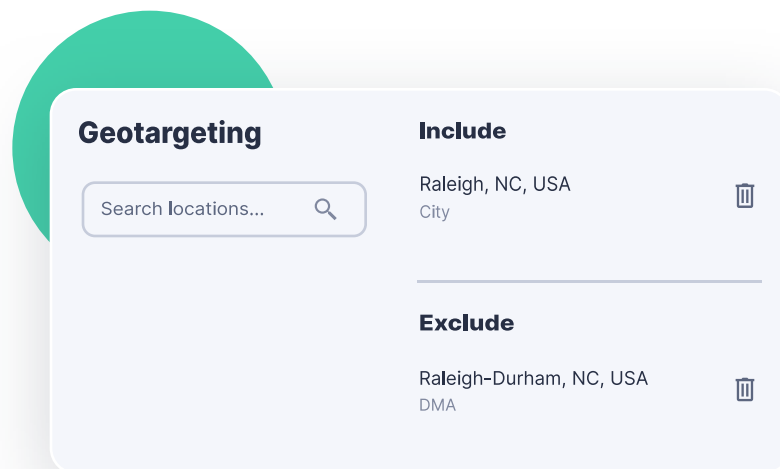 Geotargeting
Search locations...
Include
Raleigh, NC, USA
City
Exclude
Raleigh-Durham, NC, USA
DMA